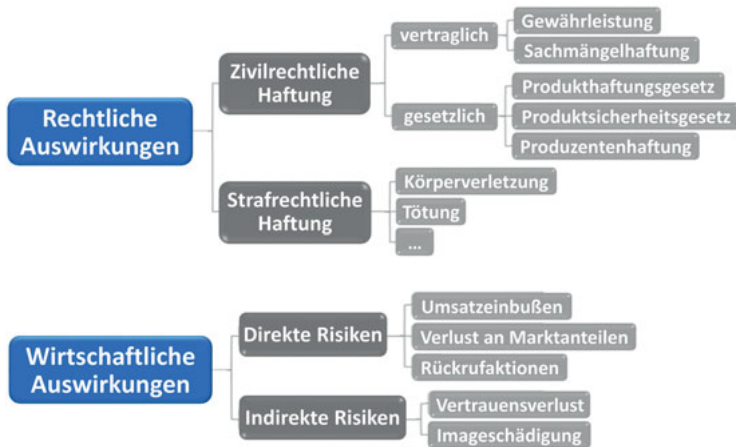 Rechtliche
Auswirkungen
Zivilrechtliche
Haftung
vertraglich
Gewährleistung
Sachmängelhaftung
gesetzlich
Produkthaftungsgesetz
Produktsicherheitsgesetz
Produzentenhaftung
Strafrechtliche
Haftung
Körperverletzung
Tötung
...
Wirtschaftliche
Auswirkungen
Direkte Risiken
Umsatzeinbußen
Verlust an Marktanteilen
Rückrufaktionen
Indirekte Risiken
Vertrauensverlust
Imageschädigung